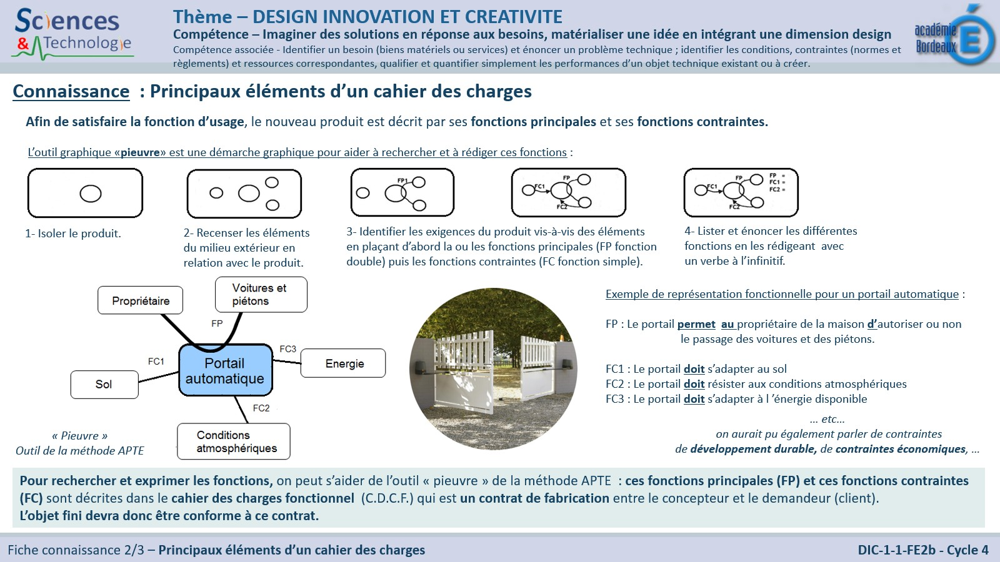 Sciences
& Technologie
Thème – DESIGN INNOVATION ET CREATIVITE
Compétence – Imaginer des solutions en réponse aux besoins, matérialiser une idée en intégrant une dimension design
Compétence associée - Identifier un besoin (biens matériels ou services) et énoncer un problème technique ; identifier les conditions, contraintes (normes et
règlements) et ressources correspondantes, qualifier et quantifier simplement les performances d’un objet technique existant ou à créer.
académie
Bordeaux
É
Connaissance : Principaux éléments d’un cahier des charges
Afin de satisfaire la fonction d’usage, le nouveau produit est décrit par ses fonctions principales et ses fonctions contraintes.
L’outil graphique «pieuvre» est une démarche graphique pour aider à rechercher et à rédiger ces fonctions :
FP1
FP
FC1
FC2
FP
FC1
FC2
FP =
FC1 =
FC2 =
1- Isoler le produit.
2- Recenser les éléments
du milieu extérieur en
relation avec le produit.
3- Identifier les exigences du produit vis-à-vis des éléments
en plaçant d’abord la ou les fonctions principales (FP fonction
double) puis les fonctions contraintes (FC fonction simple).
4- Lister et énoncer les différentes
fonctions en les rédigeant avec
un verbe à l’infinitif.
Propriétaire
Voitures et
piétons
FP
FC3
Energie
FC1
Portail
automatique
Sol
FC2
Conditions
atmosphériques
« Pieuvre »
Outil de la méthode APTE
Exemple de représentation fonctionnelle pour un portail automatique :
FP : Le portail permet au propriétaire de la maison d’autoriser ou non
le passage des voitures et des piétons.
FC1 : Le portail doit s’adapter au sol
FC2 : Le portail doit résister aux conditions atmosphériques
FC3 : Le portail doit s’adapter à l ’énergie disponible
... etc...
on aurait pu également parler de contraintes
de développement durable, de contraintes économiques, ...
Pour rechercher et exprimer les fonctions, on peut s’aider de l’outil « pieuvre » de la méthode APTE : ces fonctions principales (FP) et ces fonctions contraintes
(FC) sont décrites dans le cahier des charges fonctionnel (C.D.C.F.) qui est un contrat de fabrication entre le concepteur et le demandeur (client).
L’objet fini devra donc être conforme à ce contrat.
Fiche connaissance 2/3 – Principaux éléments d’un cahier des charges
DIC-1-1-FE2b - Cycle 4